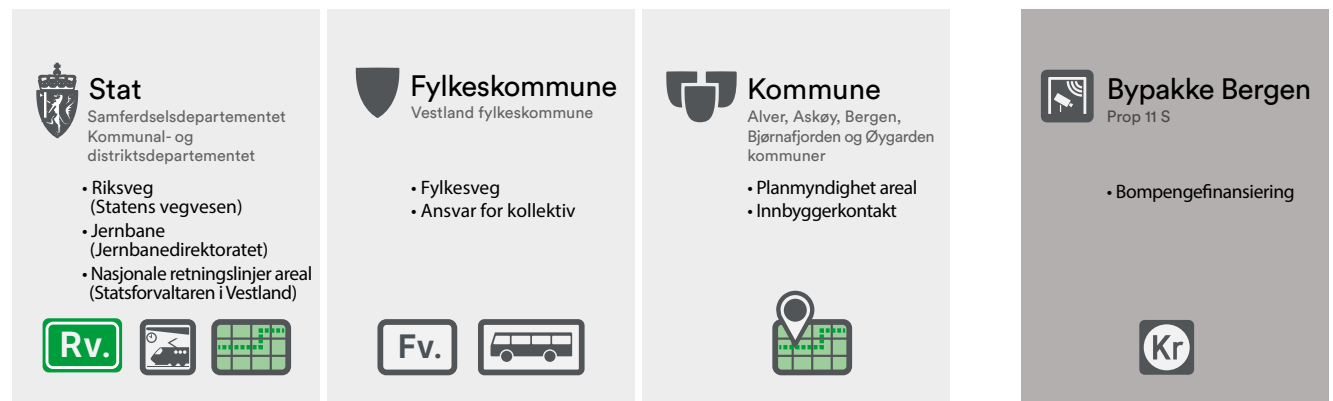 Stat
Samferdselsdepartementet
Kommunal- og
distriktsdepartementet
• Riksveg
(Statens vegvesen)
• Jernbane
(Jernbanedirektoratet)
• Nasjonale retningslinjer areal
(Statsforvaltaren i Vestland)
Rv.
Fylkeskommune
Vestland fylkeskommune
• Fylkesveg
• Ansvar for kollektiv
Fv.
Kommune
Alver, Askøy, Bergen,
Bjørnafjorden og Øygarden
kommuner
• Planmyndighet areal
• Innbyggerkontakt
Bypakke Bergen
Prop 11 S
• Bompengefinansiering
Kr